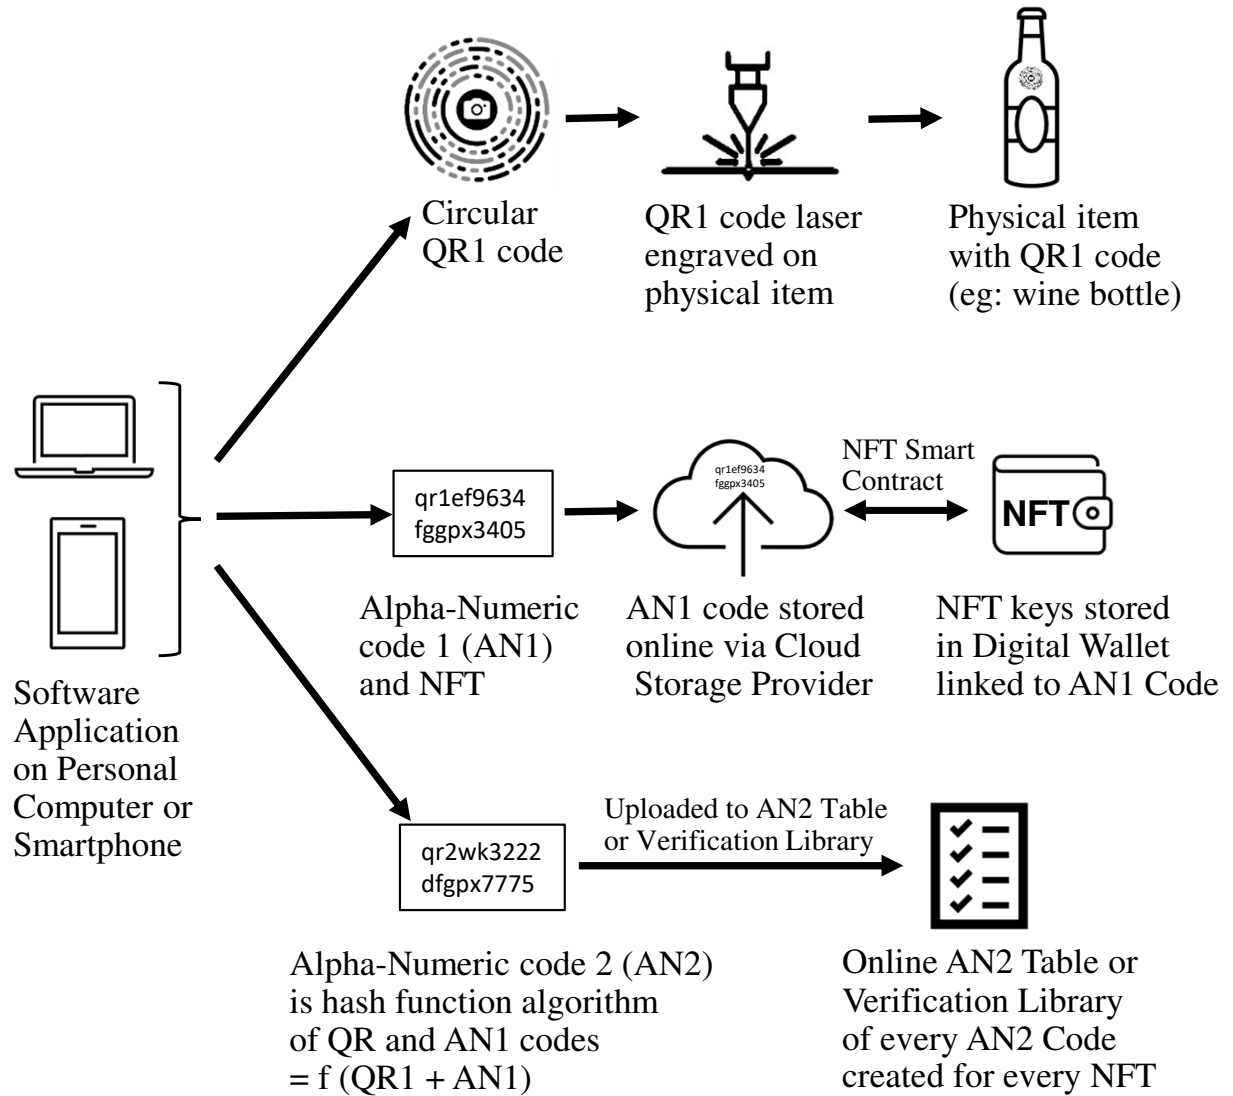 Circular
QR1 code
QR1 code laser
engraved on
physical item
Physical item
with QR1 code
(eg: wine bottle)
Software
Application
on Personal
Computer or
Smartphone
qr1ef9634
fggpx3405
Alpha-Numeric
code 1 (AN1)
and NFT
qr1ef9634
fggpx3405
AN1 code stored
online via Cloud
Storage Provider
NFT Smart
Contract
NFT
NFT keys stored
in Digital Wallet
linked to AN1 Code
qr2wk3222
dfgpx7775
Alpha-Numeric code 2 (AN2)
is hash function algorithm
of QR and AN1 codes
= f (QR1 + AN1)
Uploaded to AN2 Table
or Verification Library
Online AN2 Table or
Verification Library
of every AN2 Code
created for every NFT